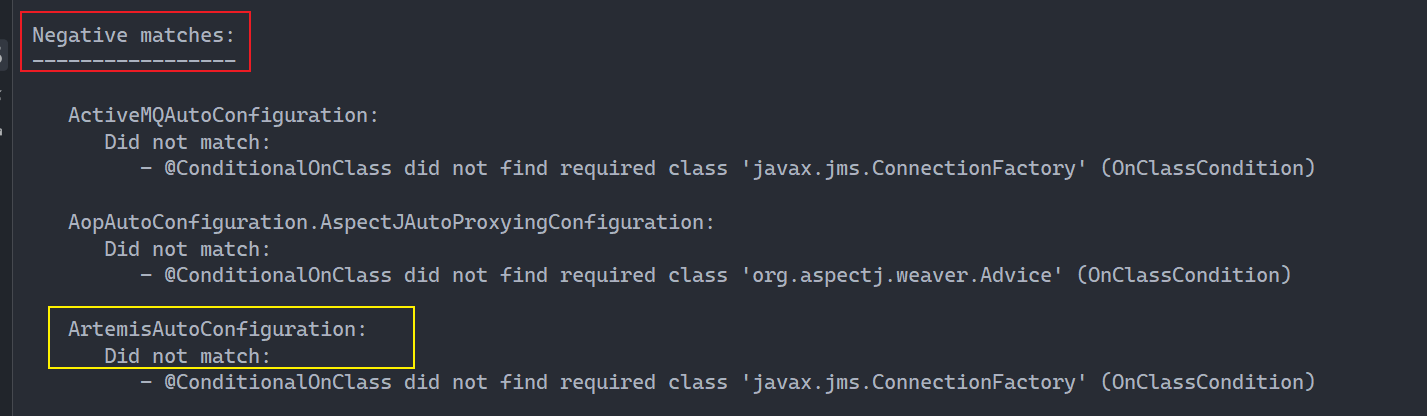 Negative matches:
-----------------
ActiveMQAutoConfiguration:
Did not match:
- @ConditionalOnClass did not find required class 'javax.jms.ConnectionFactory' (OnClassCondition)
AopAutoConfiguration.AspectJAutoProxyingConfiguration:
Did not match:
- @ConditionalOnClass did not find required class 'org.aspectj.weaver.Advice' (OnClassCondition)
ArtemisAutoConfiguration:
Did not match:
- @ConditionalOnClass did not find required class 'javax.jms.ConnectionFactory' (OnClassCondition)